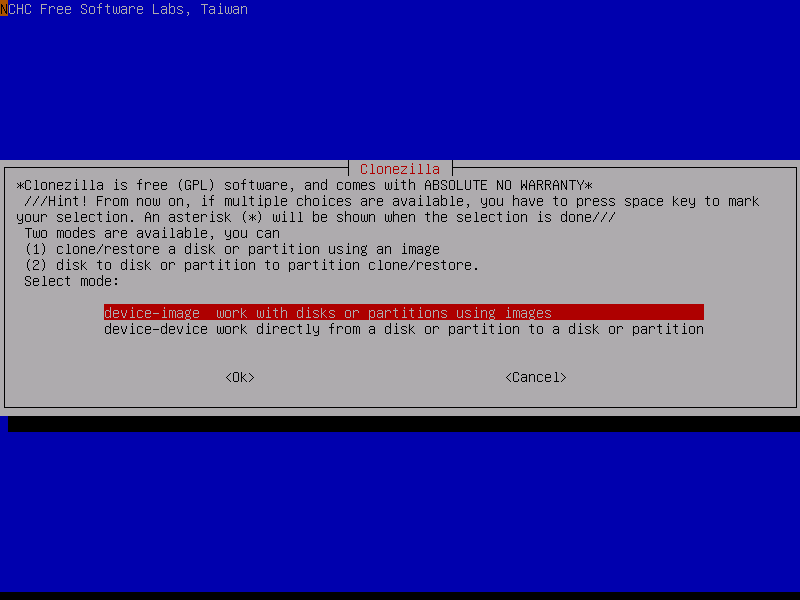 NCHC Free Software Labs, Taiwan
Clonezilla
*Clonezilla is free (GPL) software, and comes with ABSOLUTE NO WARRANTY*
///Hint! From now on, if multiple choices are available, you have to press space key to mark
your selection. An asterisk (*) will be shown when the selection is done///
Two modes are available, you can
(1) clone/restore a disk or partition using an image
(2) disk to disk or partition to partition clone/restore.
Select mode:
device-image work with disks or partitions using images
device-device work directly from a disk or partition to a disk or partition
<Ok> <Cancel>